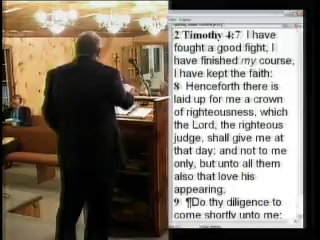 2 Timothy 4:7 I have
fought a good fight, I
have finished my course,
I have kept the faith:
8 Henceforth there is
laid up for me a crown
of righteousness, which
the Lord, the righteous
judge, shall give me at
that day: and not to me
only, but unto all them
also that love his
appearing.
9 ¶Do thy diligence to
come shortly unto me: